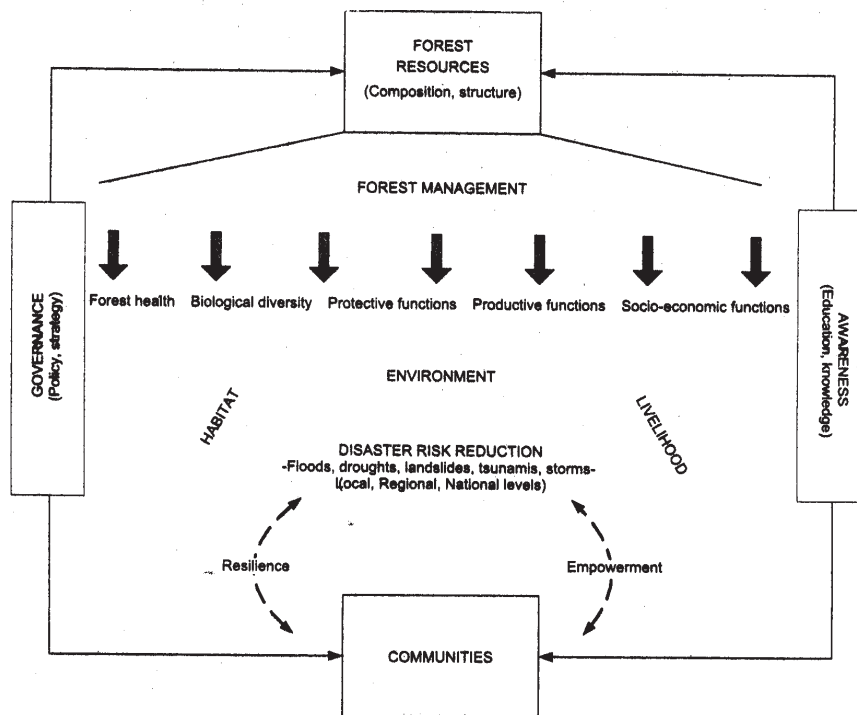 FOREST
RESOURCES
(Composition, structure)
FOREST MANAGEMENT
GOVERNANCE
(Policy, strategy)
Forest health Biological diversity Protective functions Productive functions Socio-economic functions
AWARENESS
(Education, knowledge)
ENVIRONMENT
HABITAT
LIVELIHOOD
DISASTER RISK REDUCTION
-Floods, droughts, landslides, tsunamis, storms-
(Local, Regional, National levels)
Resilience
Empowerment
COMMUNITIES